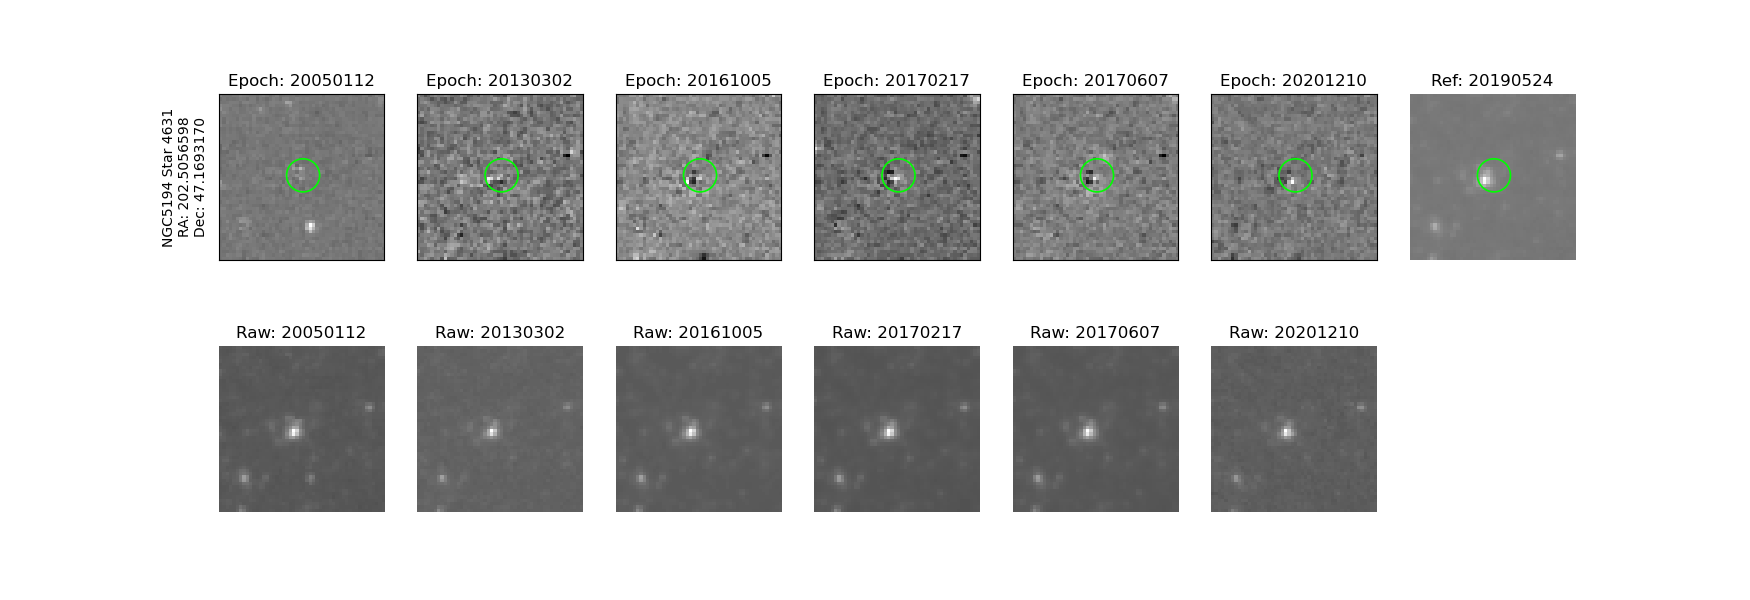 Epoch: 20050112
Epoch: 20130302
Epoch: 20161005
Epoch: 20170217
Epoch: 20170607
Epoch: 20201210
Ref: 20190524
NGC5194 Star 4631
RA: 202.5056598
Dec: 47.1693170
Raw: 20050112
Raw: 20130302
Raw: 20161005
Raw: 20170217
Raw: 20170607
Raw: 20201210